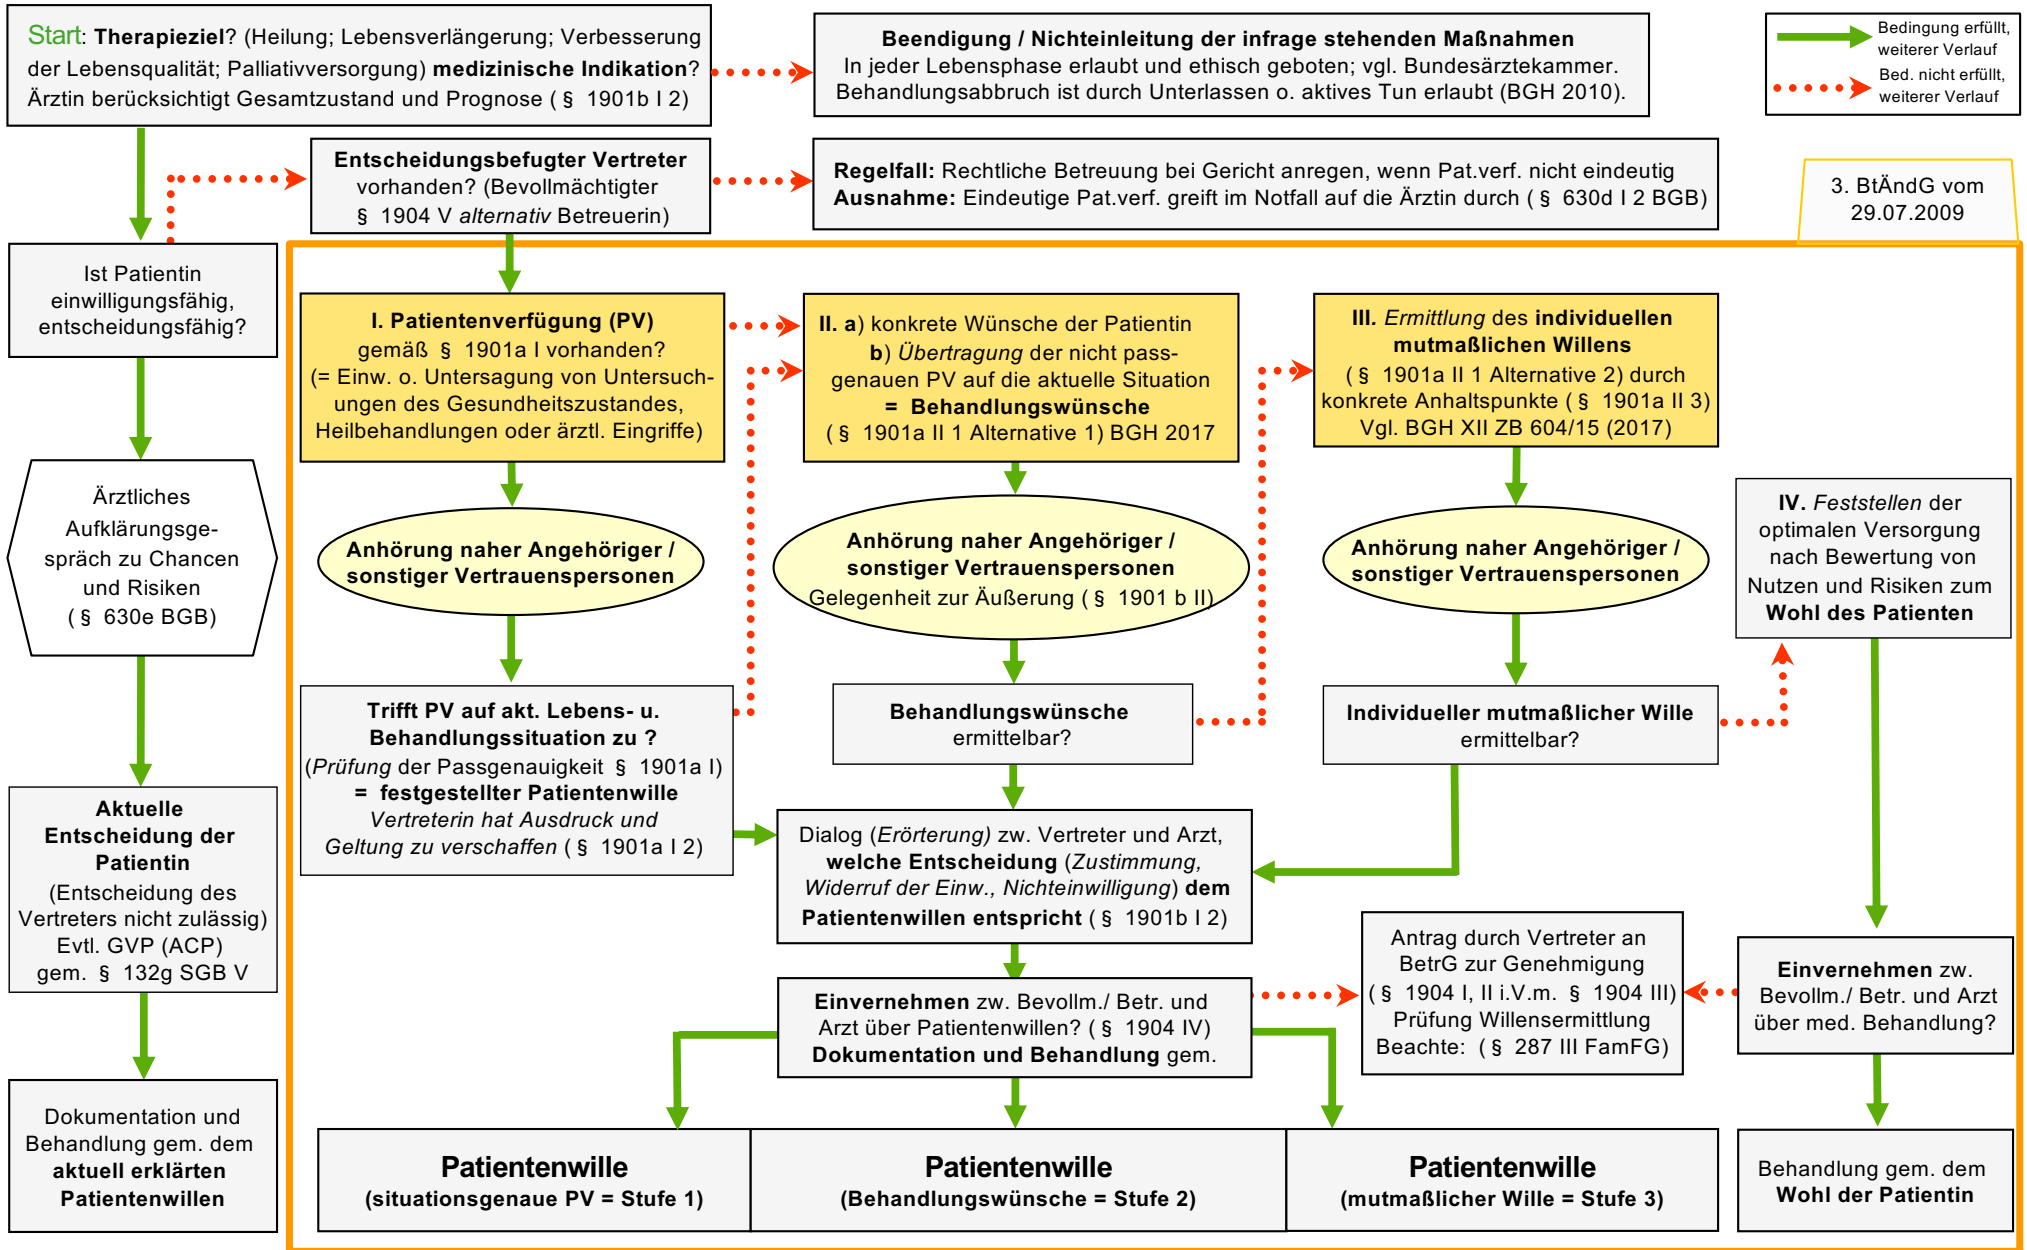 Start: Therapieziel? (Heilung; Lebensverlängerung; Verbesserung
der Lebensqualität; Palliativversorgung) medizinische Indikation?
Ärztin berücksichtigt Gesamtzustand und Prognose ( § 1901b I 2)
Beendigung / Nichteinleitung der infrage stehenden Maßnahmen
In jeder Lebensphase erlaubt und ethisch geboten; vgl. Bundesärztekammer.
Behandlungsabbruch ist durch Unterlassen o. aktives Tun erlaubt (BGH 2010).
Bedingung erfüllt,
weiterer Verlauf
Bed. nicht erfüllt,
weiterer Verlauf
Entscheidungsbefugter Vertreter
vorhanden? (Bevollmächtigter
§ 1904 V alternativ Betreuerin)
Regelfall: Rechtliche Betreuung bei Gericht anregen, wenn Pat.verf. nicht eindeutig
Ausnahme: Eindeutige Pat.verf. greift im Notfall auf die Ärztin durch ( § 630d I 2 BGB)
3. BtÄndG vom
29.07.2009
Ist Patientin
einwilligungsfähig,
entscheidungsfähig?
I. Patientenverfügung (PV)
gemäß § 1901a I vorhanden?
(= Einw. o. Untersagung von Untersuch-
ungen des Gesundheitszustandes,
Heilbehandlungen oder ärztl. Eingriffe)
II. a) konkrete Wünsche der Patientin
b) Übertragung der nicht pass-
genauen PV auf die aktuelle Situation
= Behandlungswünsche
( § 1901a II 1 Alternative 1) BGH 2017
III. Ermittlung des individuellen
mutmaßlichen Willens
( § 1901a II 1 Alternative 2) durch
konkrete Anhaltspunkte ( § 1901a II 3)
Vgl. BGH XII ZB 604/15 (2017)
Ärztliches
Aufklärungsge-
spräch zu Chancen
und Risiken
( § 630e BGB)
Anhörung naher Angehöriger /
sonstiger Vertrauenspersonen
Anhörung naher Angehöriger /
sonstiger Vertrauenspersonen
Gelegenheit zur Äußerung ( § 1901 b II)
Anhörung naher Angehöriger /
sonstiger Vertrauenspersonen
IV. Feststellen der
optimalen Versorgung
nach Bewertung von
Nutzen und Risiken zum
Wohl des Patienten
Trifft PV auf akt. Lebens- u.
Behandlungssituation zu ?
(Prüfung der Passgenauigkeit § 1901a I)
= festgestellter Patientenwille
Vertreterin hat Ausdruck und
Geltung zu verschaffen ( § 1901a I 2)
Behandlungswünsche
ermittelbar?
Individueller mutmaßlicher Wille
ermittelbar?
Aktuelle
Entscheidung der
Patientin
(Entscheidung des
Vertreters nicht zulässig)
Evtl. GVP (ACP)
gem. § 132g SGB V
Dialog (Erörterung) zw. Vertreter und Arzt,
welche Entscheidung (Zustimmung,
Widerruf der Einw., Nichteinwilligung) dem
Patientenwillen entspricht ( § 1901b I 2)
Einvernehmen zw. Bevollm./ Betr. und
Arzt über Patientenwillen? ( § 1904 IV)
Dokumentation und Behandlung gem.
Antrag durch Vertreter an
BetrG zur Genehmigung
( § 1904 I, II i.V.m. § 1904 III)
Prüfung Willensermittlung
Beachte: ( § 287 III FamFG)
Einvernehmen zw.
Bevollm./ Betr. und Arzt
über med. Behandlung?
Dokumentation und
Behandlung gem. dem
aktuell erklärten
Patientenwillen
Patientenwille
(situationsgenaue PV = Stufe 1)
Patientenwille
(Behandlungswünsche = Stufe 2)
Patientenwille
(mutmaßlicher Wille = Stufe 3)
Behandlung gem. dem
Wohl der Patientin